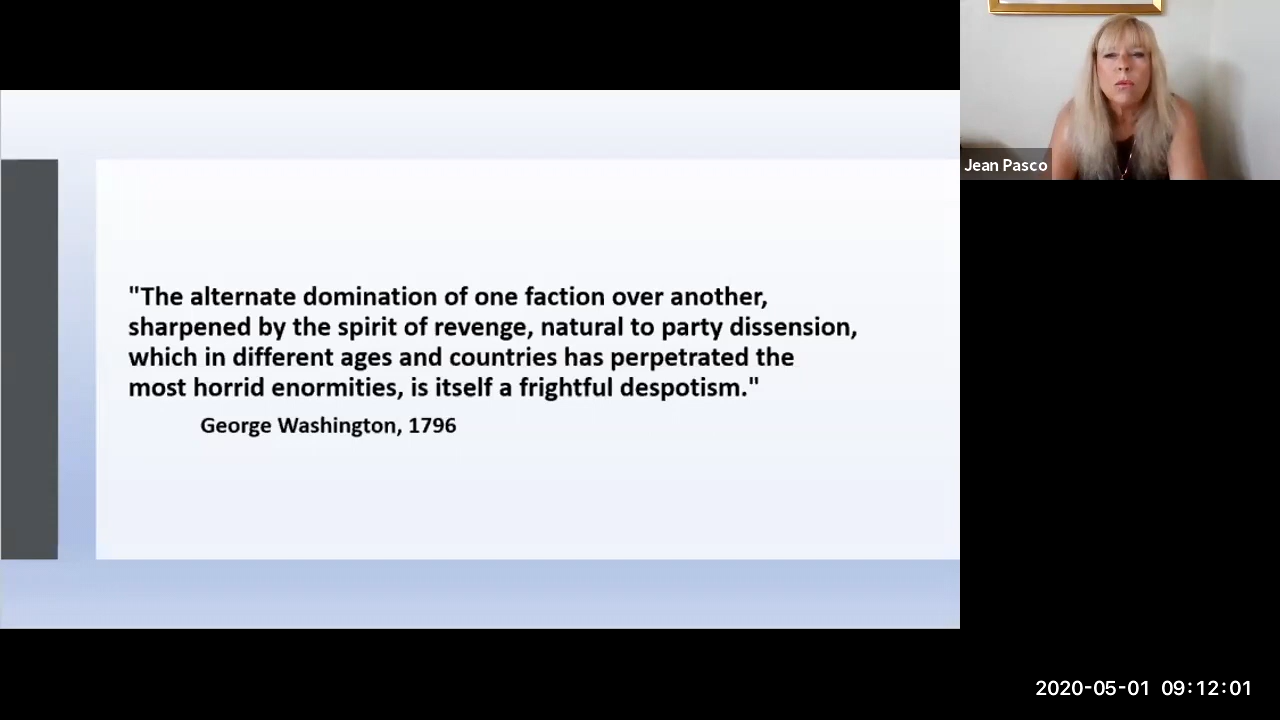 "The alternate domination of one faction over another,
sharpened by the spirit of revenge, natural to party dissension,
which in different ages and countries has perpetrated the
most horrid enormities, is itself a frightful despotism."
George Washington, 1796
Jean Pasco
2020-05-01 09:12:01